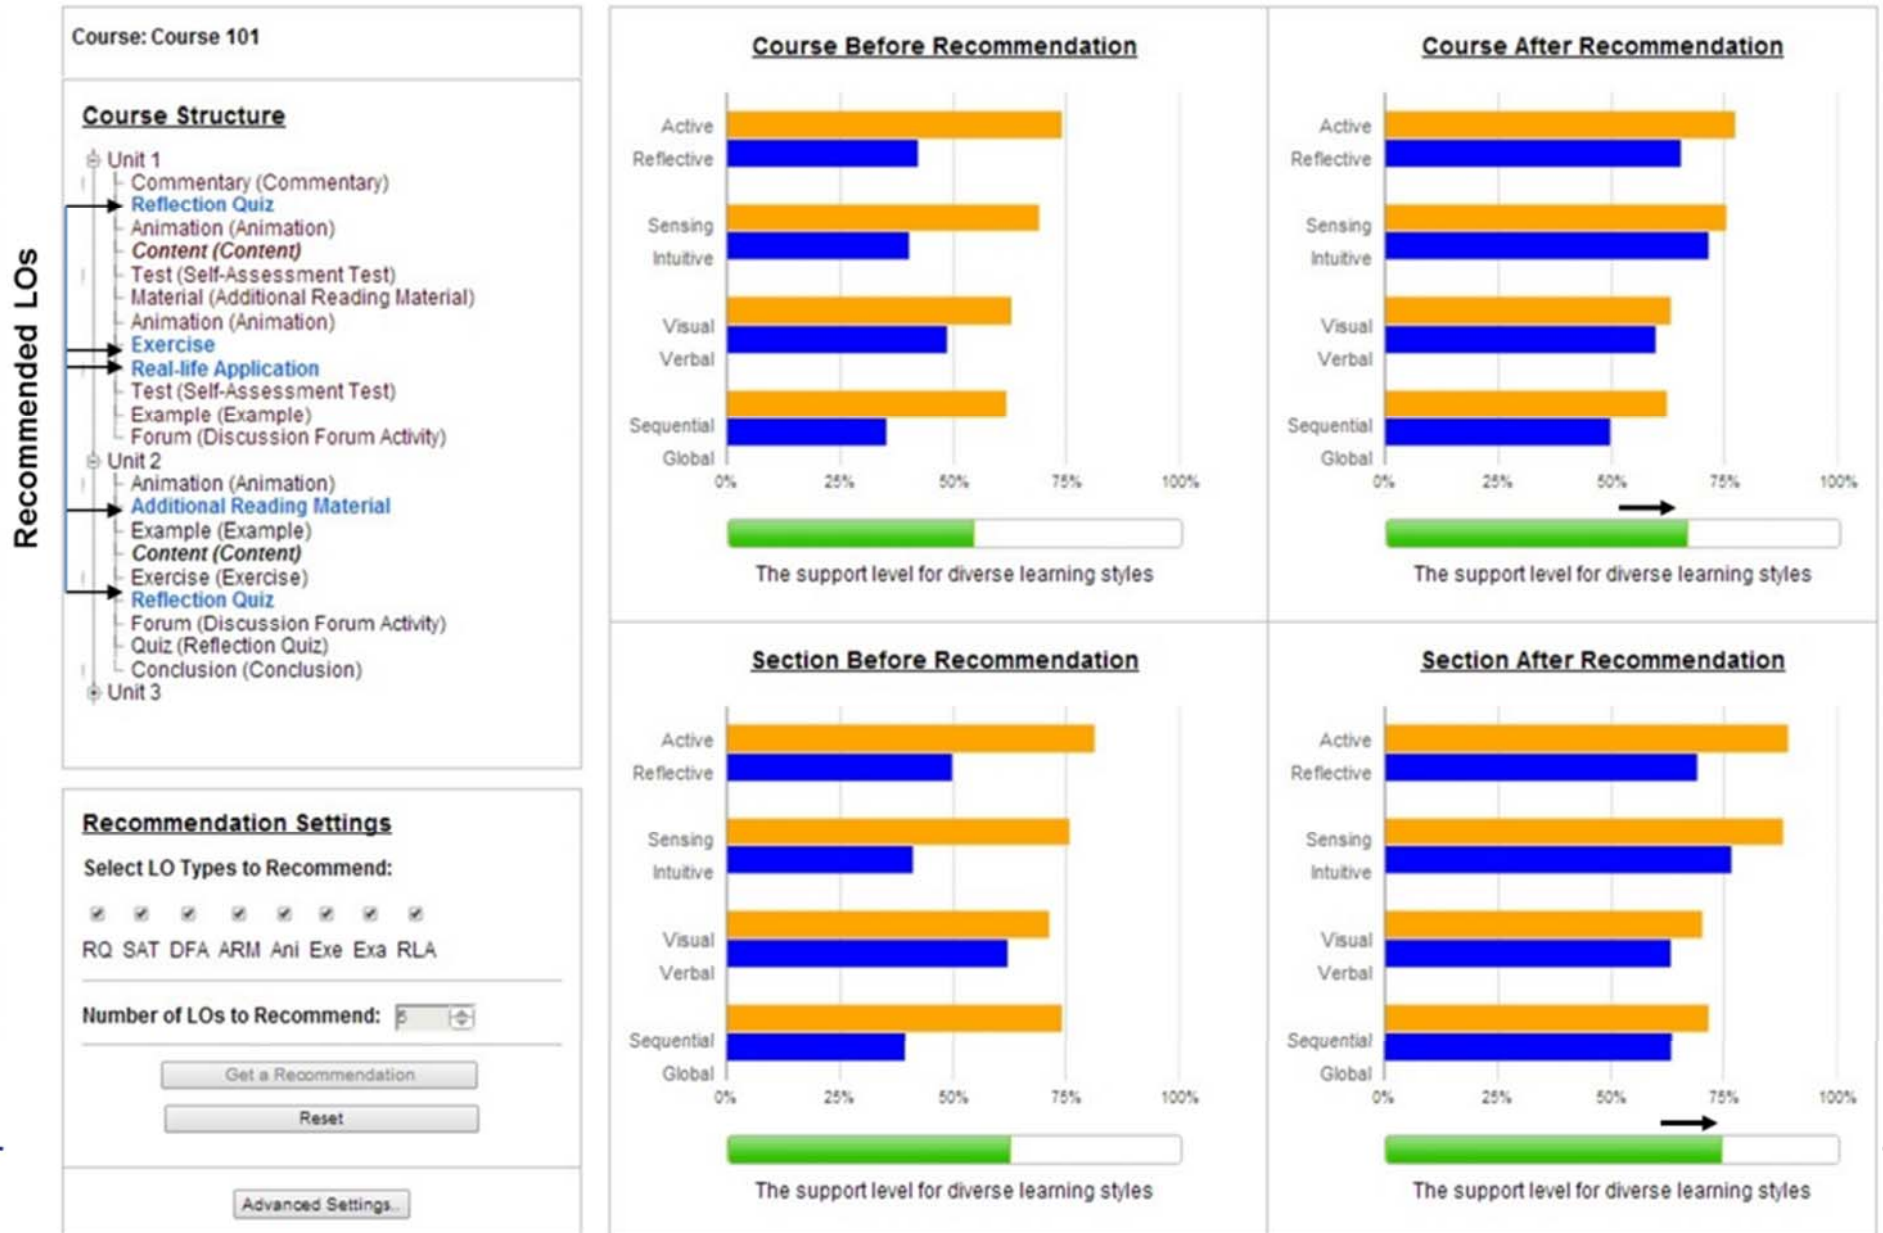 Recommended LOs
Course: Course 101
Course Structure
Unit 1
Commentary (Commentary)
Reflection Quiz
Animation (Animation)
Content (Content)
Test (Self-Assessment Test)
Material (Additional Reading Material)
Animation (Animation)
Exercise
Real-life Application
Test (Self-Assessment Test)
Example (Example)
Forum (Discussion Forum Activity)
Unit 2
Animation (Animation)
Additional Reading Material
Example (Example)
Content (Content)
Exercise (Exercise)
Reflection Quiz
Forum (Discussion Forum Activity)
Quiz (Reflection Quiz)
Conclusion (Conclusion)
Unit 3
Recommendation Settings
Select LO Types to Recommend:
RQ SAT DFA ARM Ani Exe Exa RLA
Number of LOs to Recommend: 5
Get a Recommendation
Reset
Advanced Settings..
Course Before Recommendation
Active
Reflective
Sensing
Intuitive
Visual
Verbal
Sequential
Global
0% 25% 50% 75% 100%
The support level for diverse learning styles
Course After Recommendation
Active
Reflective
Sensing
Intuitive
Visual
Verbal
Sequential
Global
0% 25% 50% 75% 100%
The support level for diverse learning styles
Section Before Recommendation
Active
Reflective
Sensing
Intuitive
Visual
Verbal
Sequential
Global
0% 25% 50% 75% 100%
The support level for diverse learning styles
Section After Recommendation
Active
Reflective
Sensing
Intuitive
Visual
Verbal
Sequential
Global
0% 25% 50% 75% 100%
The support level for diverse learning styles